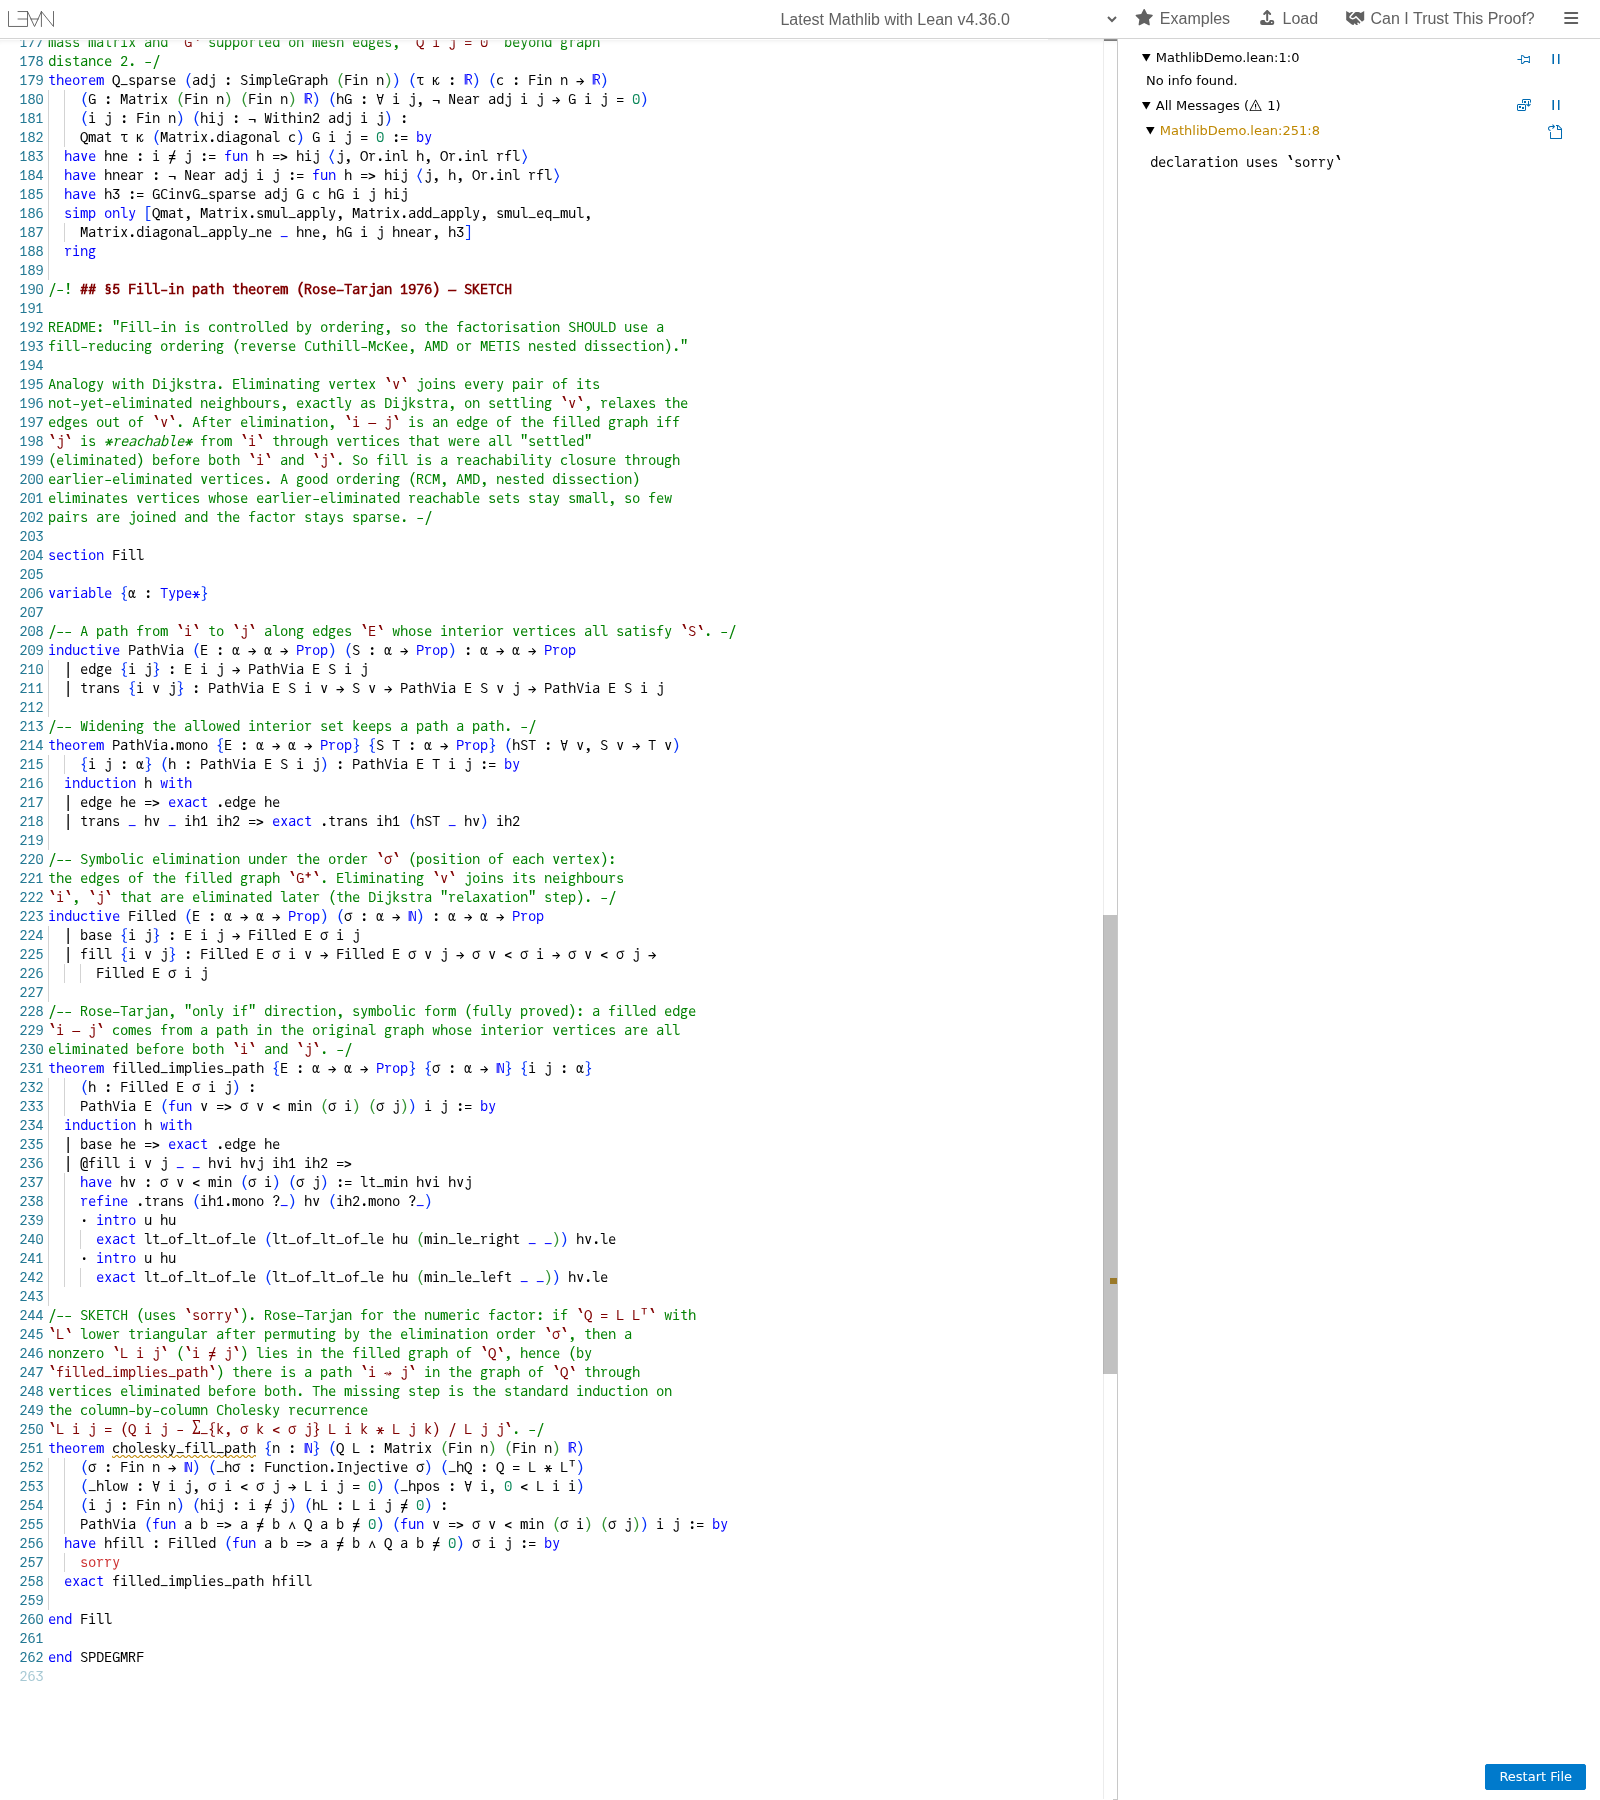 LEAN
Latest Mathlib with Lean v4.36.0
Examples
Load
Can I Trust This Proof?
177 mass matrix and `G` supported on mesh edges, `Q i j = 0` beyond graph
178 distance 2. -/
179 theorem Q_sparse (adj : SimpleGraph (Fin n)) (τ κ : ℝ) (c : Fin n → ℝ)
180     (G : Matrix (Fin n) (Fin n) ℝ) (hG : ∀ i j, ¬ Near adj i j → G i j = 0)
181     (i j : Fin n) (hij : ¬ Within2 adj i j) :
182     Qmat τ κ (Matrix.diagonal c) G i j = 0 := by
183   have hne : i ≠ j := fun h => hij ⟨j, Or.inl h, Or.inl rfl⟩
184   have hnear : ¬ Near adj i j := fun h => hij ⟨j, h, Or.inl rfl⟩
185   have h3 := GCinvG_sparse adj G c hG i j hij
186   simp only [Qmat, Matrix.smul_apply, Matrix.add_apply, smul_eq_mul,
187     Matrix.diagonal_apply_ne _ hne, hG i j hnear, h3]
188   ring
189
190 /-! ## §5 Fill-in path theorem (Rose–Tarjan 1976) — SKETCH
191
192 README: "Fill-in is controlled by ordering, so the factorisation SHOULD use a
193 fill-reducing ordering (reverse Cuthill-McKee, AMD or METIS nested dissection)."
194
195 Analogy with Dijkstra. Eliminating vertex `v` joins every pair of its
196 not-yet-eliminated neighbours, exactly as Dijkstra, on settling `v`, relaxes the
197 edges out of `v`. After elimination, `i — j` is an edge of the filled graph iff
198 `j` is *reachable* from `i` through vertices that were all "settled"
199 (eliminated) before both `i` and `j`. So fill is a reachability closure through
200 earlier-eliminated vertices. A good ordering (RCM, AMD, nested dissection)
201 eliminates vertices whose earlier-eliminated reachable sets stay small, so few
202 pairs are joined and the factor stays sparse. -/
203
204 section Fill
205
206 variable {α : Type*}
207
208 /-- A path from `i` to `j` along edges `E` whose interior vertices all satisfy `S`. -/
209 inductive PathVia (E : α → α → Prop) (S : α → Prop) : α → α → Prop
210   | edge {i j} : E i j → PathVia E S i j
211   | trans {i v j} : PathVia E S i v → S v → PathVia E S v j → PathVia E S i j
212
213 /-- Widening the allowed interior set keeps a path a path. -/
214 theorem PathVia.mono {E : α → α → Prop} {S T : α → Prop} (hST : ∀ v, S v → T v)
215     {i j : α} (h : PathVia E S i j) : PathVia E T i j := by
216   induction h with
217   | edge he => exact .edge he
218   | trans _ hv _ ih1 ih2 => exact .trans ih1 (hST _ hv) ih2
219
220 /-- Symbolic elimination under the order `σ` (position of each vertex):
221 the edges of the filled graph `G⁺`. Eliminating `v` joins its neighbours
222 `i`, `j` that are eliminated later (the Dijkstra "relaxation" step). -/
223 inductive Filled (E : α → α → Prop) (σ : α → ℕ) : α → α → Prop
224   | base {i j} : E i j → Filled E σ i j
225   | fill {i v j} : Filled E σ i v → Filled E σ v j → σ v < σ i → σ v < σ j →
226       Filled E σ i j
227
228 /-- Rose–Tarjan, "only if" direction, symbolic form (fully proved): a filled edge
229 `i — j` comes from a path in the original graph whose interior vertices are all
230 eliminated before both `i` and `j`. -/
231 theorem filled_implies_path {E : α → α → Prop} {σ : α → ℕ} {i j : α}
232     (h : Filled E σ i j) :
233     PathVia E (fun v => σ v < min (σ i) (σ j)) i j := by
234   induction h with
235   | base he => exact .edge he
236   | @fill i v j _ _ hvi hvj ih1 ih2 =>
237     have hv : σ v < min (σ i) (σ j) := lt_min hvi hvj
238     refine .trans (ih1.mono ?_) hv (ih2.mono ?_)
239     · intro u hu
240       exact lt_of_lt_of_le (lt_of_lt_of_le hu (min_le_right _ _)) hv.le
241     · intro u hu
242       exact lt_of_lt_of_le (lt_of_lt_of_le hu (min_le_left _ _)) hv.le
243
244 /-- SKETCH (uses `sorry`). Rose–Tarjan for the numeric factor: if `Q = L Lᵀ` with
245 `L` lower triangular after permuting by the elimination order `σ`, then a
246 nonzero `L i j` (`i ≠ j`) lies in the filled graph of `Q`, hence (by
247 `filled_implies_path`) there is a path `i ⇝ j` in the graph of `Q` through
248 vertices eliminated before both. The missing step is the standard induction on
249 the column-by-column Cholesky recurrence
250 `L i j = (Q i j - ∑_{k, σ k < σ j} L i k * L j k) / L j j`. -/
251 theorem cholesky_fill_path {n : ℕ} (Q L : Matrix (Fin n) (Fin n) ℝ)
252     (σ : Fin n → ℕ) (_hσ : Function.Injective σ) (_hQ : Q = L * Lᵀ)
253     (_hlow : ∀ i j, σ i < σ j → L i j = 0) (_hpos : ∀ i, 0 < L i i)
254     (i j : Fin n) (hij : i ≠ j) (hL : L i j ≠ 0) :
255     PathVia (fun a b => a ≠ b ∧ Q a b ≠ 0) (fun v => σ v < min (σ i) (σ j)) i j := by
256   have hfill : Filled (fun a b => a ≠ b ∧ Q a b ≠ 0) σ i j := by
257     sorry
258   exact filled_implies_path hfill
259
260 end Fill
261
262 end SPDEGMRF
263
MathlibDemo.lean:1:0
No info found.
All Messages (⚠ 1)
MathlibDemo.lean:251:8
declaration uses `sorry`
Restart File